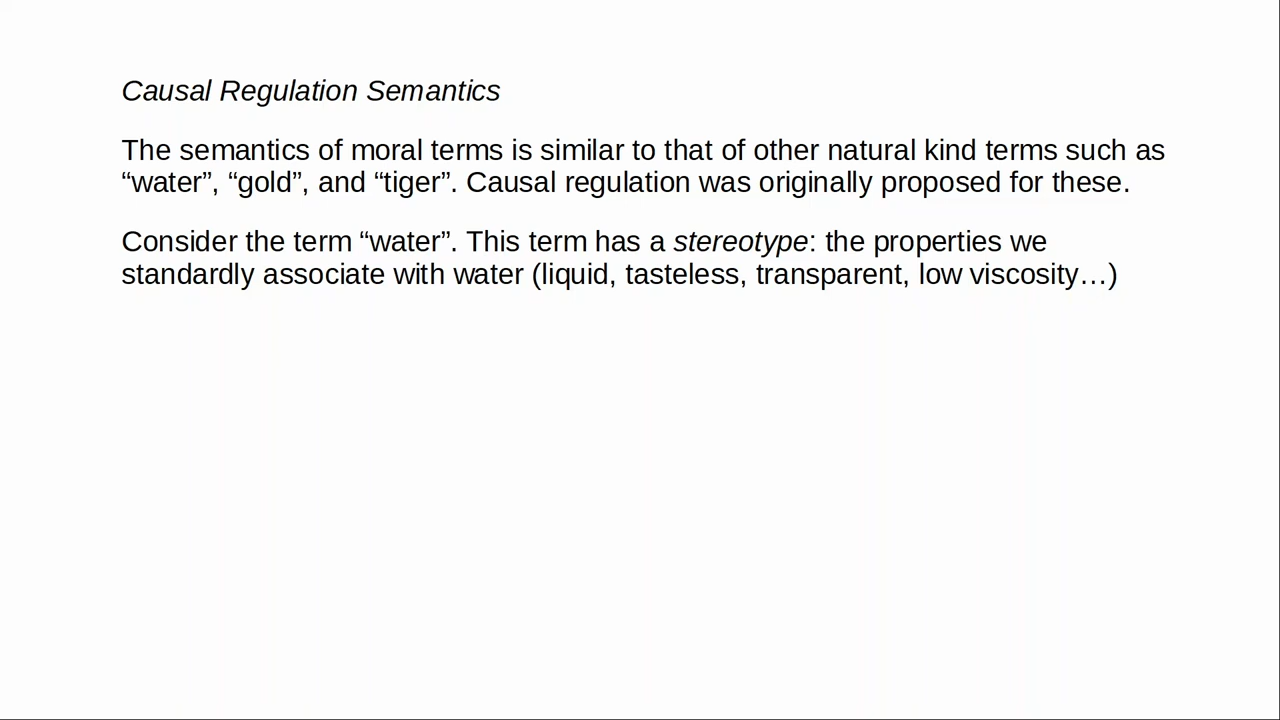 Causal Regulation Semantics
The semantics of moral terms is similar to that of other natural kind terms such as
“water”, “gold”, and “tiger”. Causal regulation was originally proposed for these.
Consider the term “water”. This term has a stereotype: the properties we
standardly associate with water (liquid, tasteless, transparent, low viscosity…)